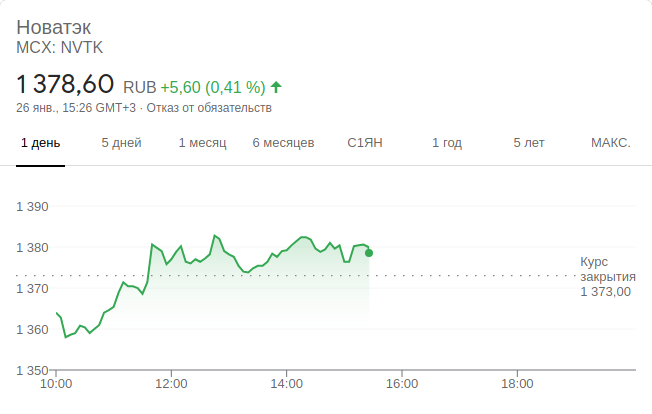 Новатэк
MCX: NVTK
1 378,60 RUB +5,60 (0,41 %)
26 янв., 15:26 GMT+3 · Отказ от обязательств
1 день 5 дней 1 месяц 6 месяцев С1ЯН 1 год 5 лет МАКС.
1 390
1 380
Курс
закрытия
1 373,00
1 370
1 360
1 350
10:00 12:00 14:00 16:00 18:00